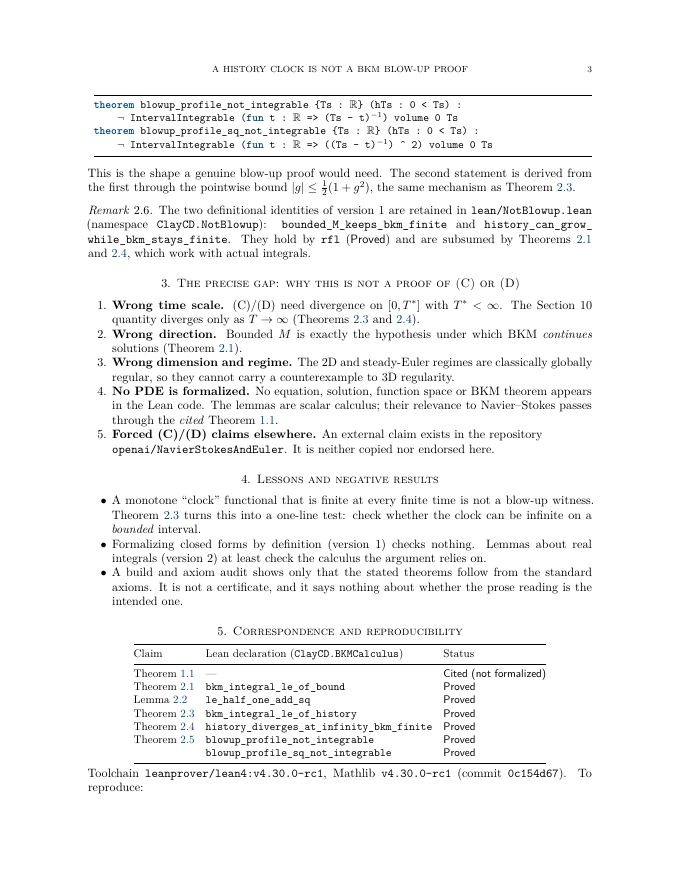 A HISTORY CLOCK IS NOT A BKM BLOW-UP PROOF 3
theorem blowup_profile_not_integrable {Ts : ℝ} (hTs : 0 < Ts) :
¬ IntervalIntegrable (fun t : ℝ => (Ts - t)⁻¹) volume 0 Ts
theorem blowup_profile_sq_not_integrable {Ts : ℝ} (hTs : 0 < Ts) :
¬ IntervalIntegrable (fun t : ℝ => ((Ts - t)⁻¹) ^ 2) volume 0 Ts
This is the shape a genuine blow-up proof would need. The second statement is derived from
the first through the pointwise bound |g| ≤ ½(1 + g²), the same mechanism as Theorem 2.3.
Remark 2.6. The two definitional identities of version 1 are retained in lean/NotBlowup.lean
(namespace ClayCD.NotBlowup): bounded_M_keeps_bkm_finite and history_can_grow_
while_bkm_stays_finite. They hold by rfl (Proved) and are subsumed by Theorems 2.1
and 2.4, which work with actual integrals.
3. The precise gap: why this is not a proof of (C) or (D)
1. Wrong time scale. (C)/(D) need divergence on [0, T*] with T* < ∞. The Section 10
quantity diverges only as T → ∞ (Theorems 2.3 and 2.4).
2. Wrong direction. Bounded M is exactly the hypothesis under which BKM continues
solutions (Theorem 2.1).
3. Wrong dimension and regime. The 2D and steady-Euler regimes are classically globally
regular, so they cannot carry a counterexample to 3D regularity.
4. No PDE is formalized. No equation, solution, function space or BKM theorem appears
in the Lean code. The lemmas are scalar calculus; their relevance to Navier–Stokes passes
through the cited Theorem 1.1.
5. Forced (C)/(D) claims elsewhere. An external claim exists in the repository
openai/NavierStokesAndEuler. It is neither copied nor endorsed here.
4. Lessons and negative results
• A monotone “clock” functional that is finite at every finite time is not a blow-up witness.
Theorem 2.3 turns this into a one-line test: check whether the clock can be infinite on a
bounded interval.
• Formalizing closed forms by definition (version 1) checks nothing. Lemmas about real
integrals (version 2) at least check the calculus the argument relies on.
• A build and axiom audit shows only that the stated theorems follow from the standard
axioms. It is not a certificate, and it says nothing about whether the prose reading is the
intended one.
5. Correspondence and reproducibility
Claim Lean declaration (ClayCD.BKMCalculus) Status
Theorem 1.1 — Cited (not formalized)
Theorem 2.1 bkm_integral_le_of_bound Proved
Lemma 2.2 le_half_one_add_sq Proved
Theorem 2.3 bkm_integral_le_of_history Proved
Theorem 2.4 history_diverges_at_infinity_bkm_finite Proved
Theorem 2.5 blowup_profile_not_integrable Proved
blowup_profile_sq_not_integrable Proved
Toolchain leanprover/lean4:v4.30.0-rc1, Mathlib v4.30.0-rc1 (commit 0c154d67). To
reproduce: